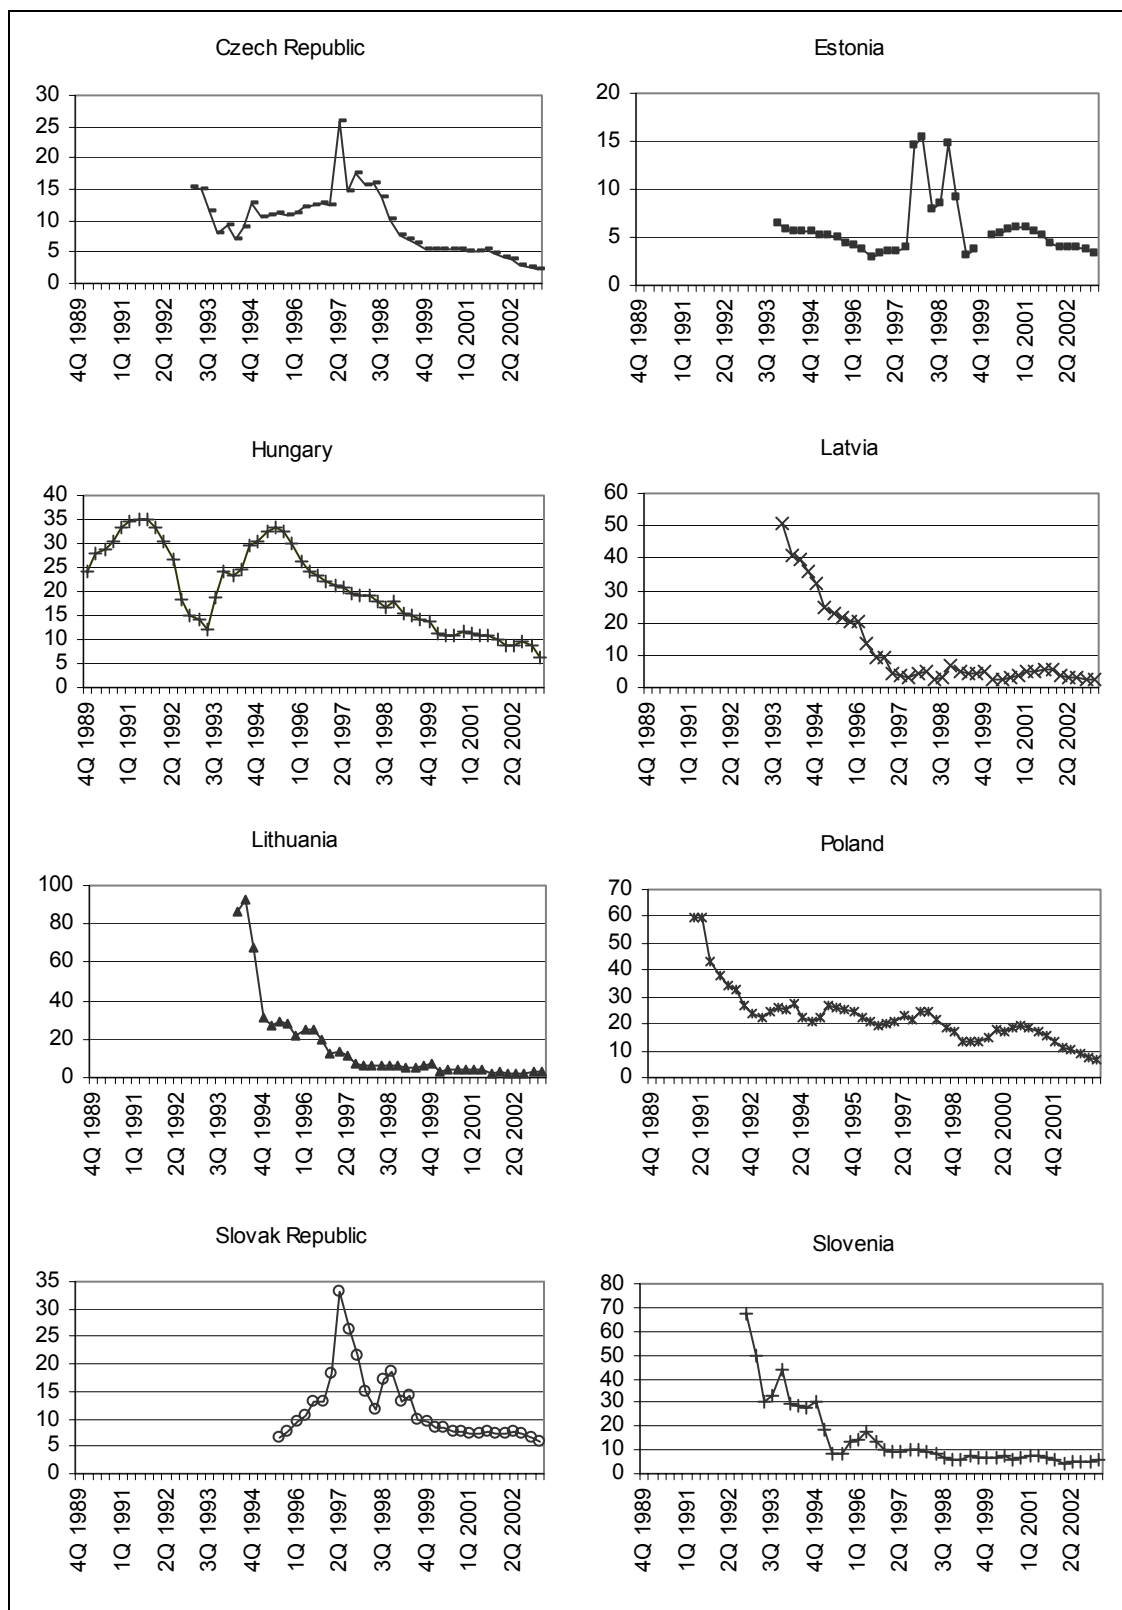 Czech Republic
30
25
20
15
10
5
0
4Q 1989
1Q 1991
2Q 1992
3Q 1993
4Q 1994
1Q 1996
2Q 1997
3Q 1998
4Q 1999
1Q 2001
2Q 2002
Estonia
20
15
10
5
0
4Q 1989
1Q 1991
2Q 1992
3Q 1993
4Q 1994
1Q 1996
2Q 1997
3Q 1998
4Q 1999
1Q 2001
2Q 2002
Hungary
40
35
30
25
20
15
10
5
0
4Q 1989
1Q 1991
2Q 1992
3Q 1993
4Q 1994
1Q 1996
2Q 1997
3Q 1998
4Q 1999
1Q 2001
2Q 2002
Latvia
60
50
40
30
20
10
0
4Q 1989
1Q 1991
2Q 1992
3Q 1993
4Q 1994
1Q 1996
2Q 1997
3Q 1998
4Q 1999
1Q 2001
2Q 2002
Lithuania
100
80
60
40
20
0
4Q 1989
1Q 1991
2Q 1992
3Q 1993
4Q 1994
1Q 1996
2Q 1997
3Q 1998
4Q 1999
1Q 2001
2Q 2002
Poland
70
60
50
40
30
20
10
0
4Q 1989
2Q 1991
4Q 1992
2Q 1994
4Q 1995
2Q 1997
4Q 1998
2Q 2000
4Q 2001
Slovak Republic
35
30
25
20
15
10
5
0
4Q 1989
1Q 1991
2Q 1992
3Q 1993
4Q 1994
1Q 1996
2Q 1997
3Q 1998
4Q 1999
1Q 2001
2Q 2002
Slovenia
80
70
60
50
40
30
20
10
0
4Q 1989
1Q 1991
2Q 1992
3Q 1993
4Q 1994
1Q 1996
2Q 1997
3Q 1998
4Q 1999
1Q 2001
2Q 2002